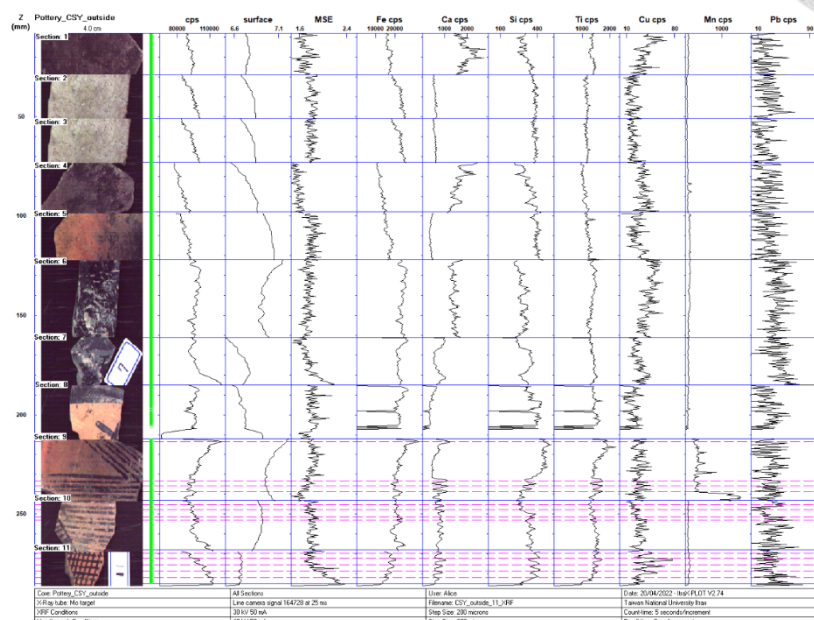 Z Pottery_CSY_outside cps surface MSE Fe cps Ca cps Si cps Ti cps Cu cps Mn cps Pb cps
(mm) 4.0 cm 80000 110000 6.6 7.1 1.6 2.4 10000 20000 1000 2000 100 400 1000 2000 10 80 1000 10 90
Section: 1
Section: 2
50
Section: 3
Section: 4
100
Section: 5
Section: 6
150
Section: 7
Section: 8
200
Section: 9
Section: 10
250
Section: 11
Core: Pottery_CSY_outside All Sections User: Alice Date: 20/04/2022 - ItraXPLOT V2.74
X-Ray tube: No target Line camera signal 164728 at 25 ms Filename: CSY_outside_11_XRF Taiwan National University Itrax
XRF Conditions 30 kV 50 mA Step Size: 200 microns Count-time: 5 seconds/increment